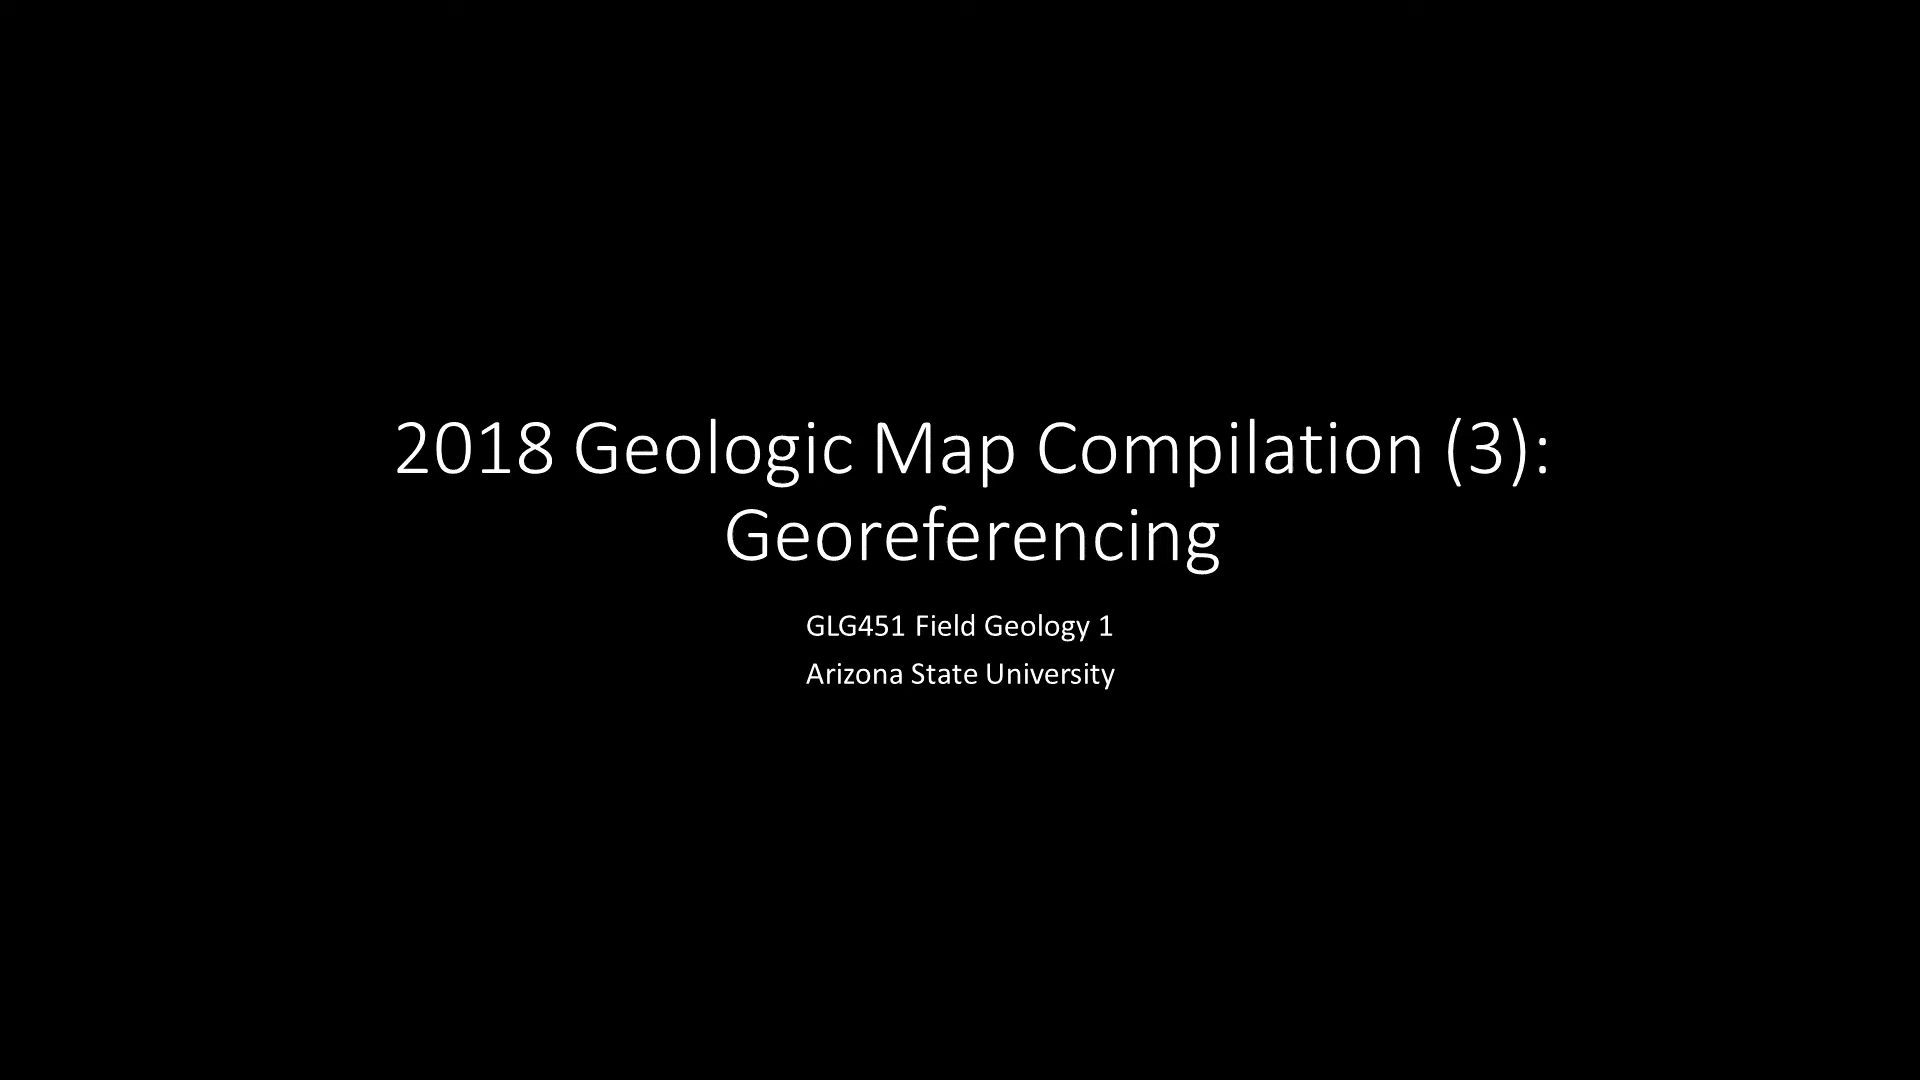 2018 Geologic Map Compilation (3):
Georeferencing
GLG451 Field Geology 1
Arizona State University